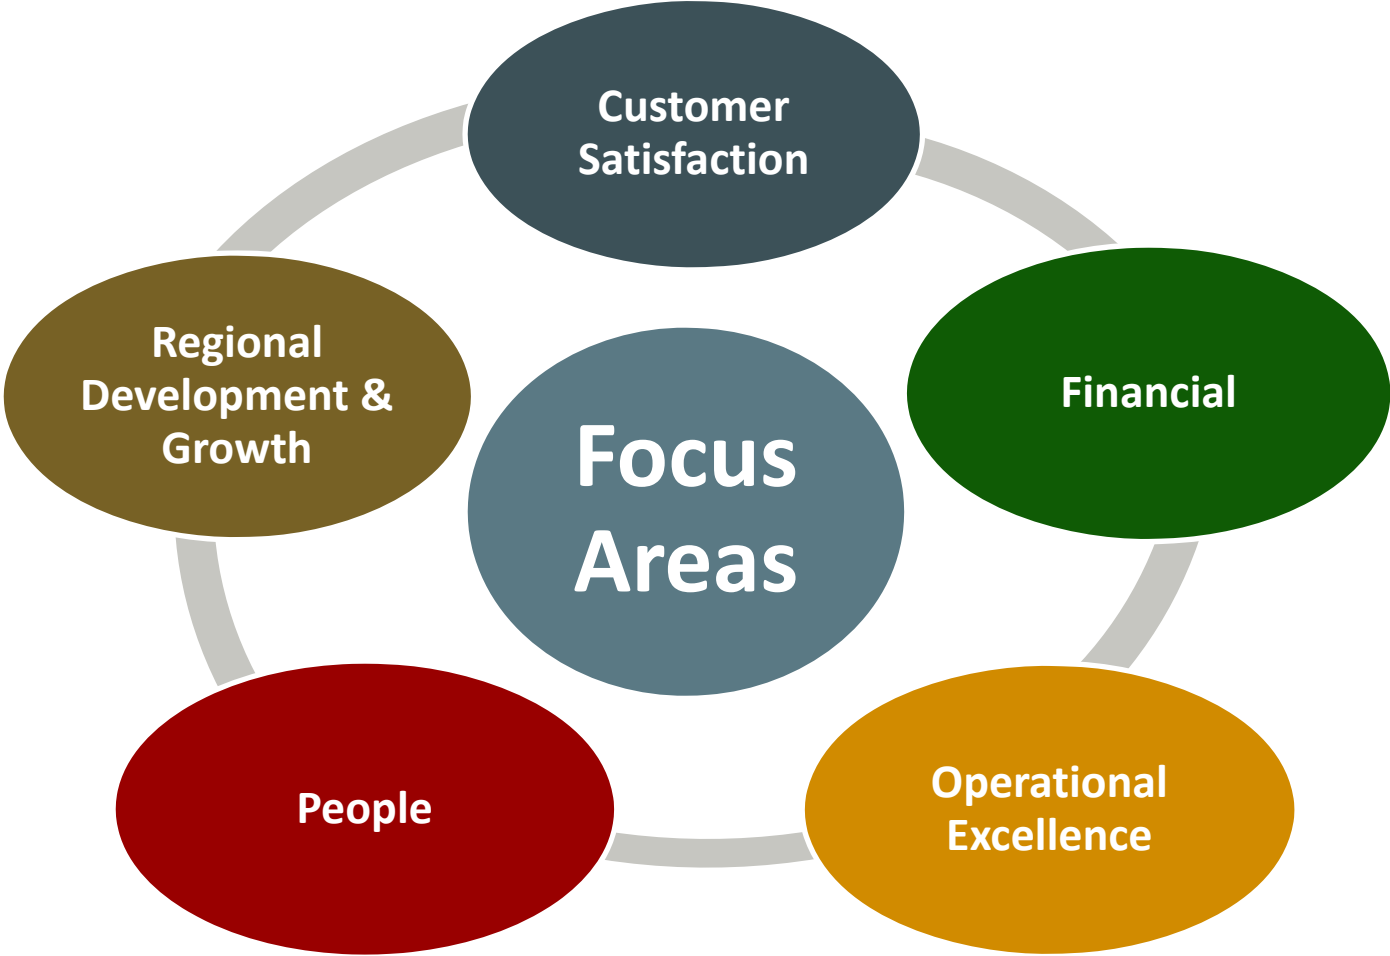 Customer
Satisfaction
Regional
Development &
Growth
Financial
Focus
Areas
People
Operational
Excellence